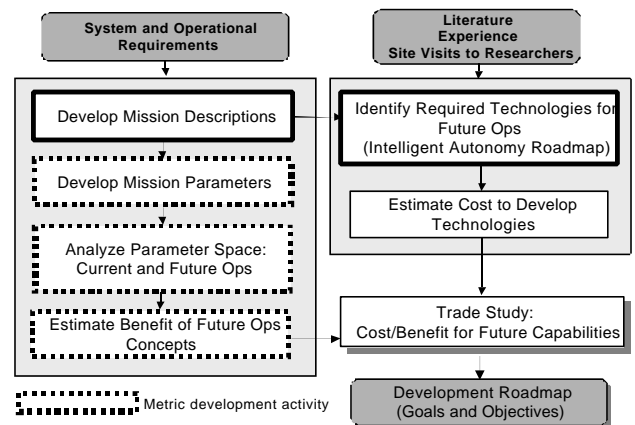 System and Operational
Requirements
Literature
Experience
Site Visits to Researchers
Develop Mission Descriptions
Identify Required Technologies for
Future Ops
(Intelligent Autonomy Roadmap)
Develop Mission Parameters
Estimate Cost to Develop
Technologies
Analyze Parameter Space:
Current and Future Ops
Estimate Benefit of Future Ops
Concepts
Trade Study:
Cost/Benefit for Future Capabilities
Metric development activity
Development Roadmap
(Goals and Objectives)